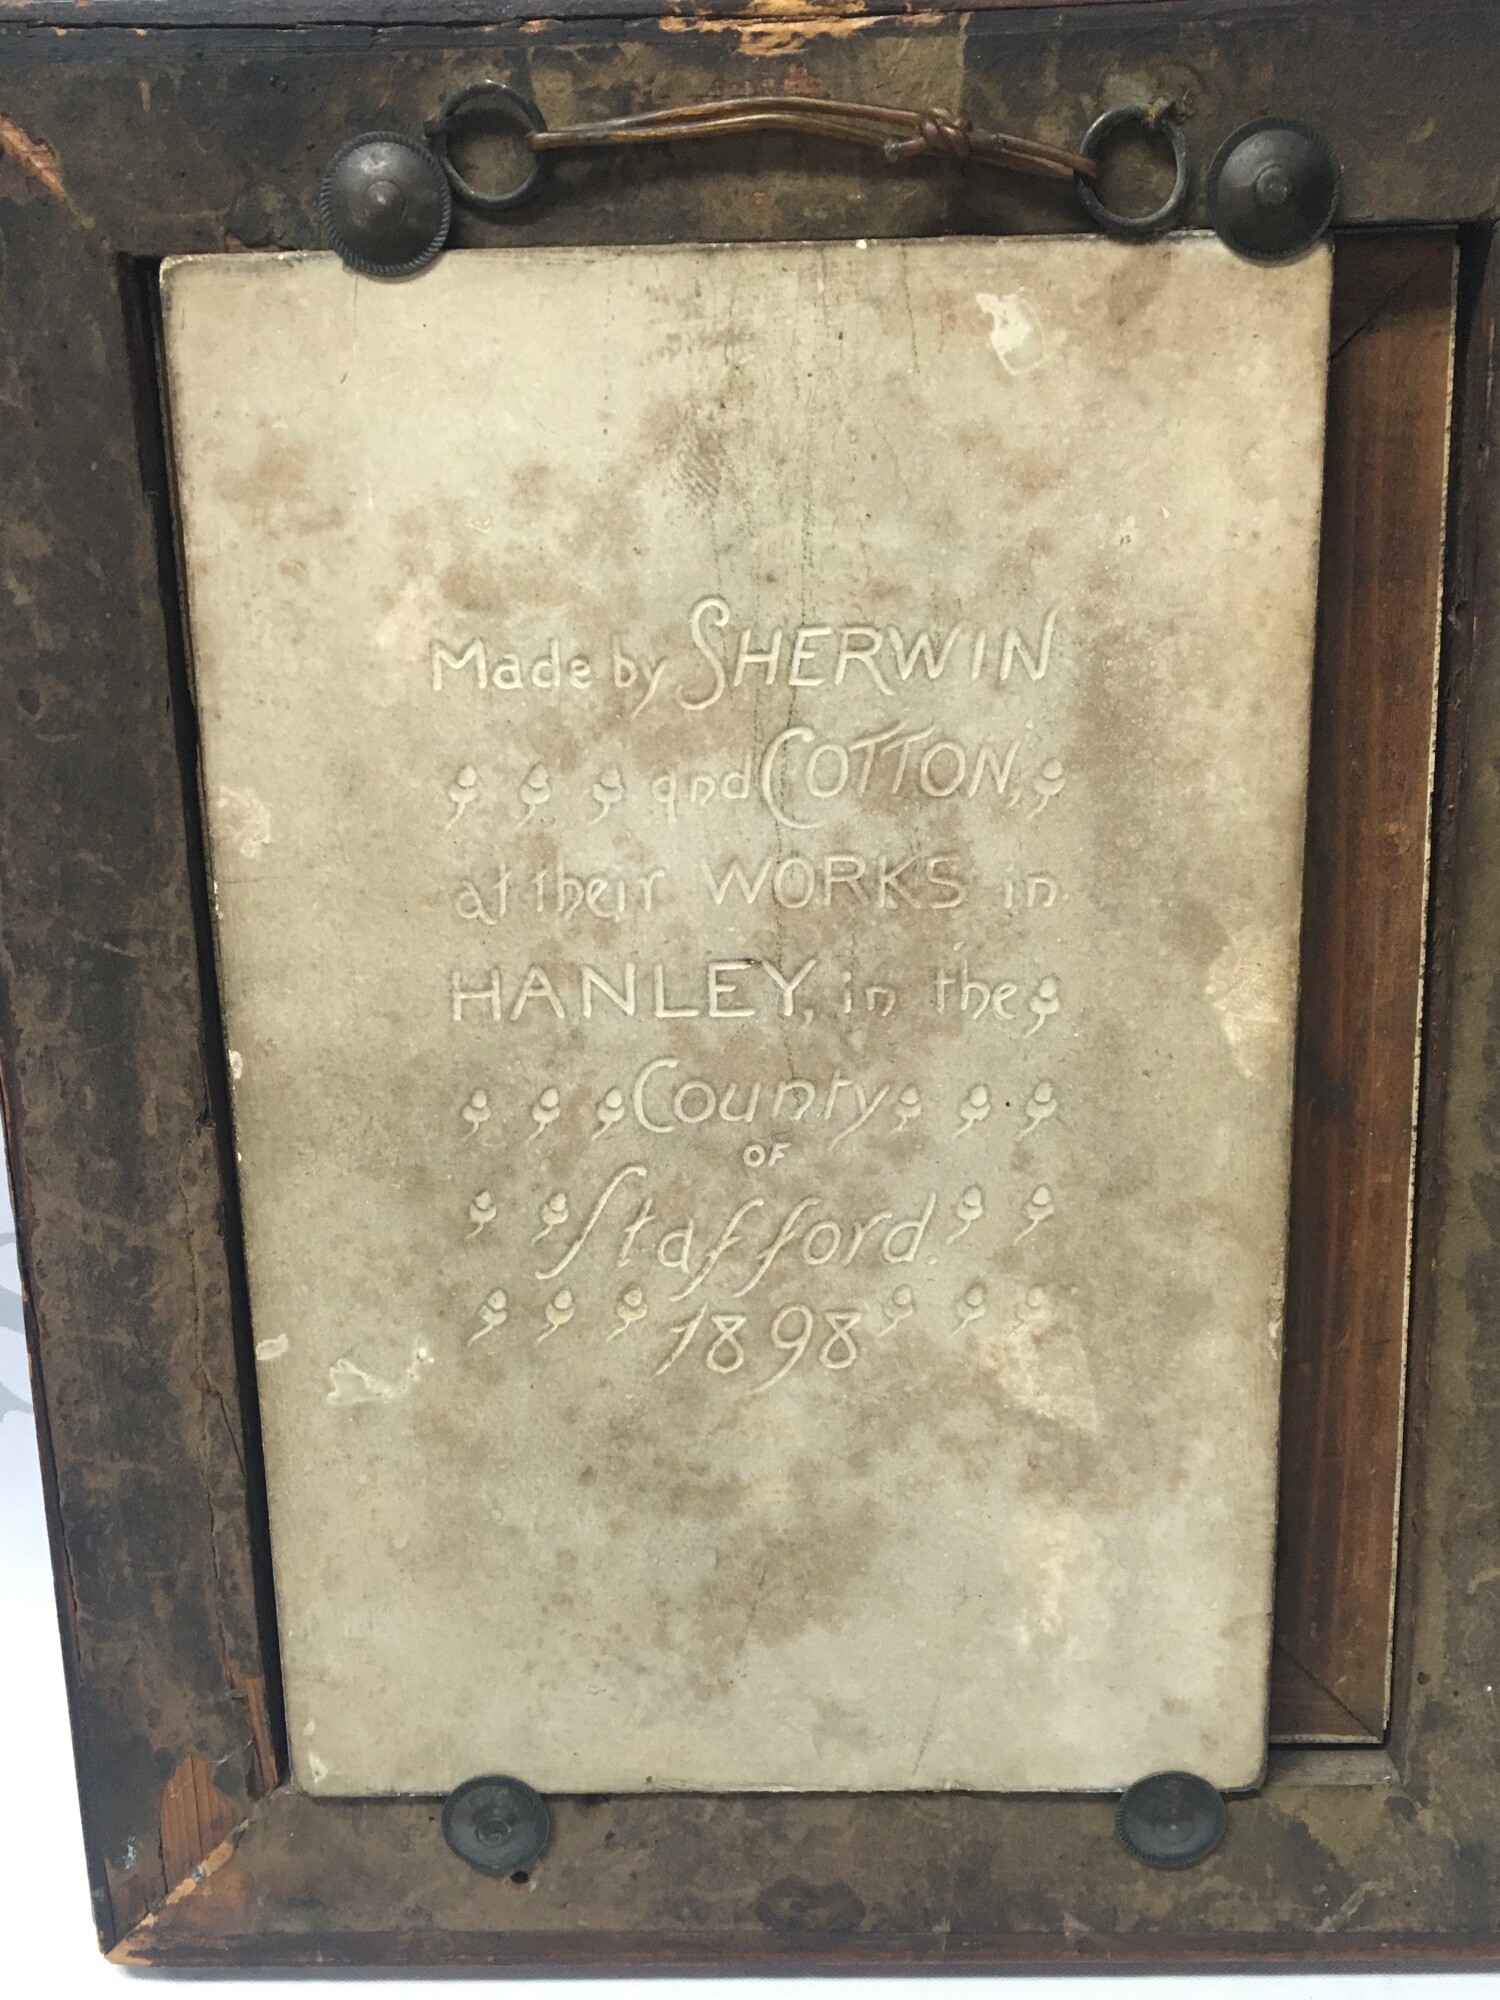 Made by SHERWIN
and COTTON,
at their WORKS in
HANLEY, in the
County
OF
Stafford.
1898